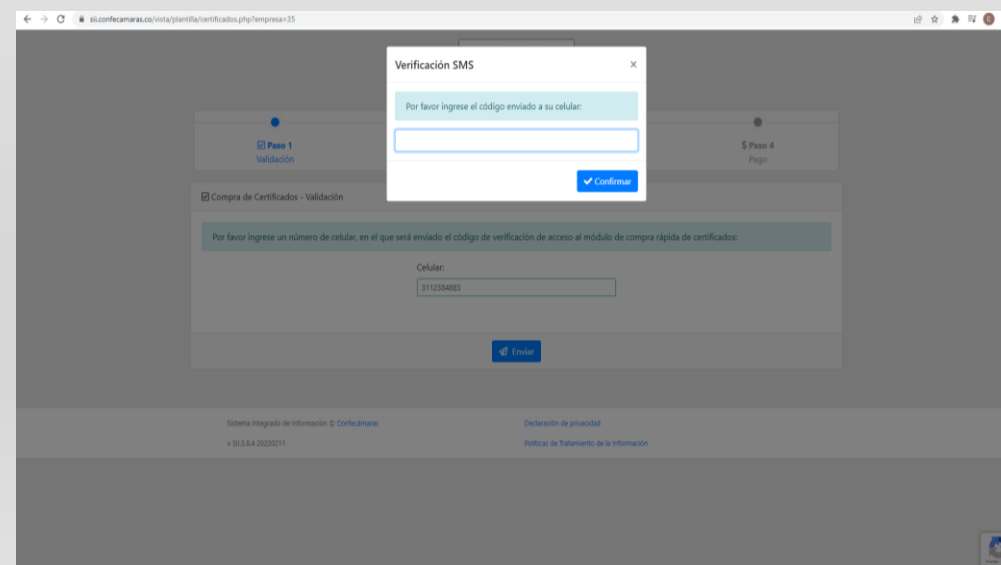 sii.confecamaras.co/vista/plantilla/certificados.php?empresa=35
Verificación SMS
×
Por favor ingrese el código enviado a su celular:
Confirmar
Paso 1
Validación
$ Paso 4
Pago
Compra de Certificados - Validación
Por favor ingrese un número de celular, en el que será enviado el código de verificación de acceso al módulo de compra rápida de certificados:
Celular:
3112384883
Enviar
Sistema integrado de información © Confecámaras
Declaración de privacidad
v SII.3.8.4 20220211
Políticas de Tratamiento de la Información